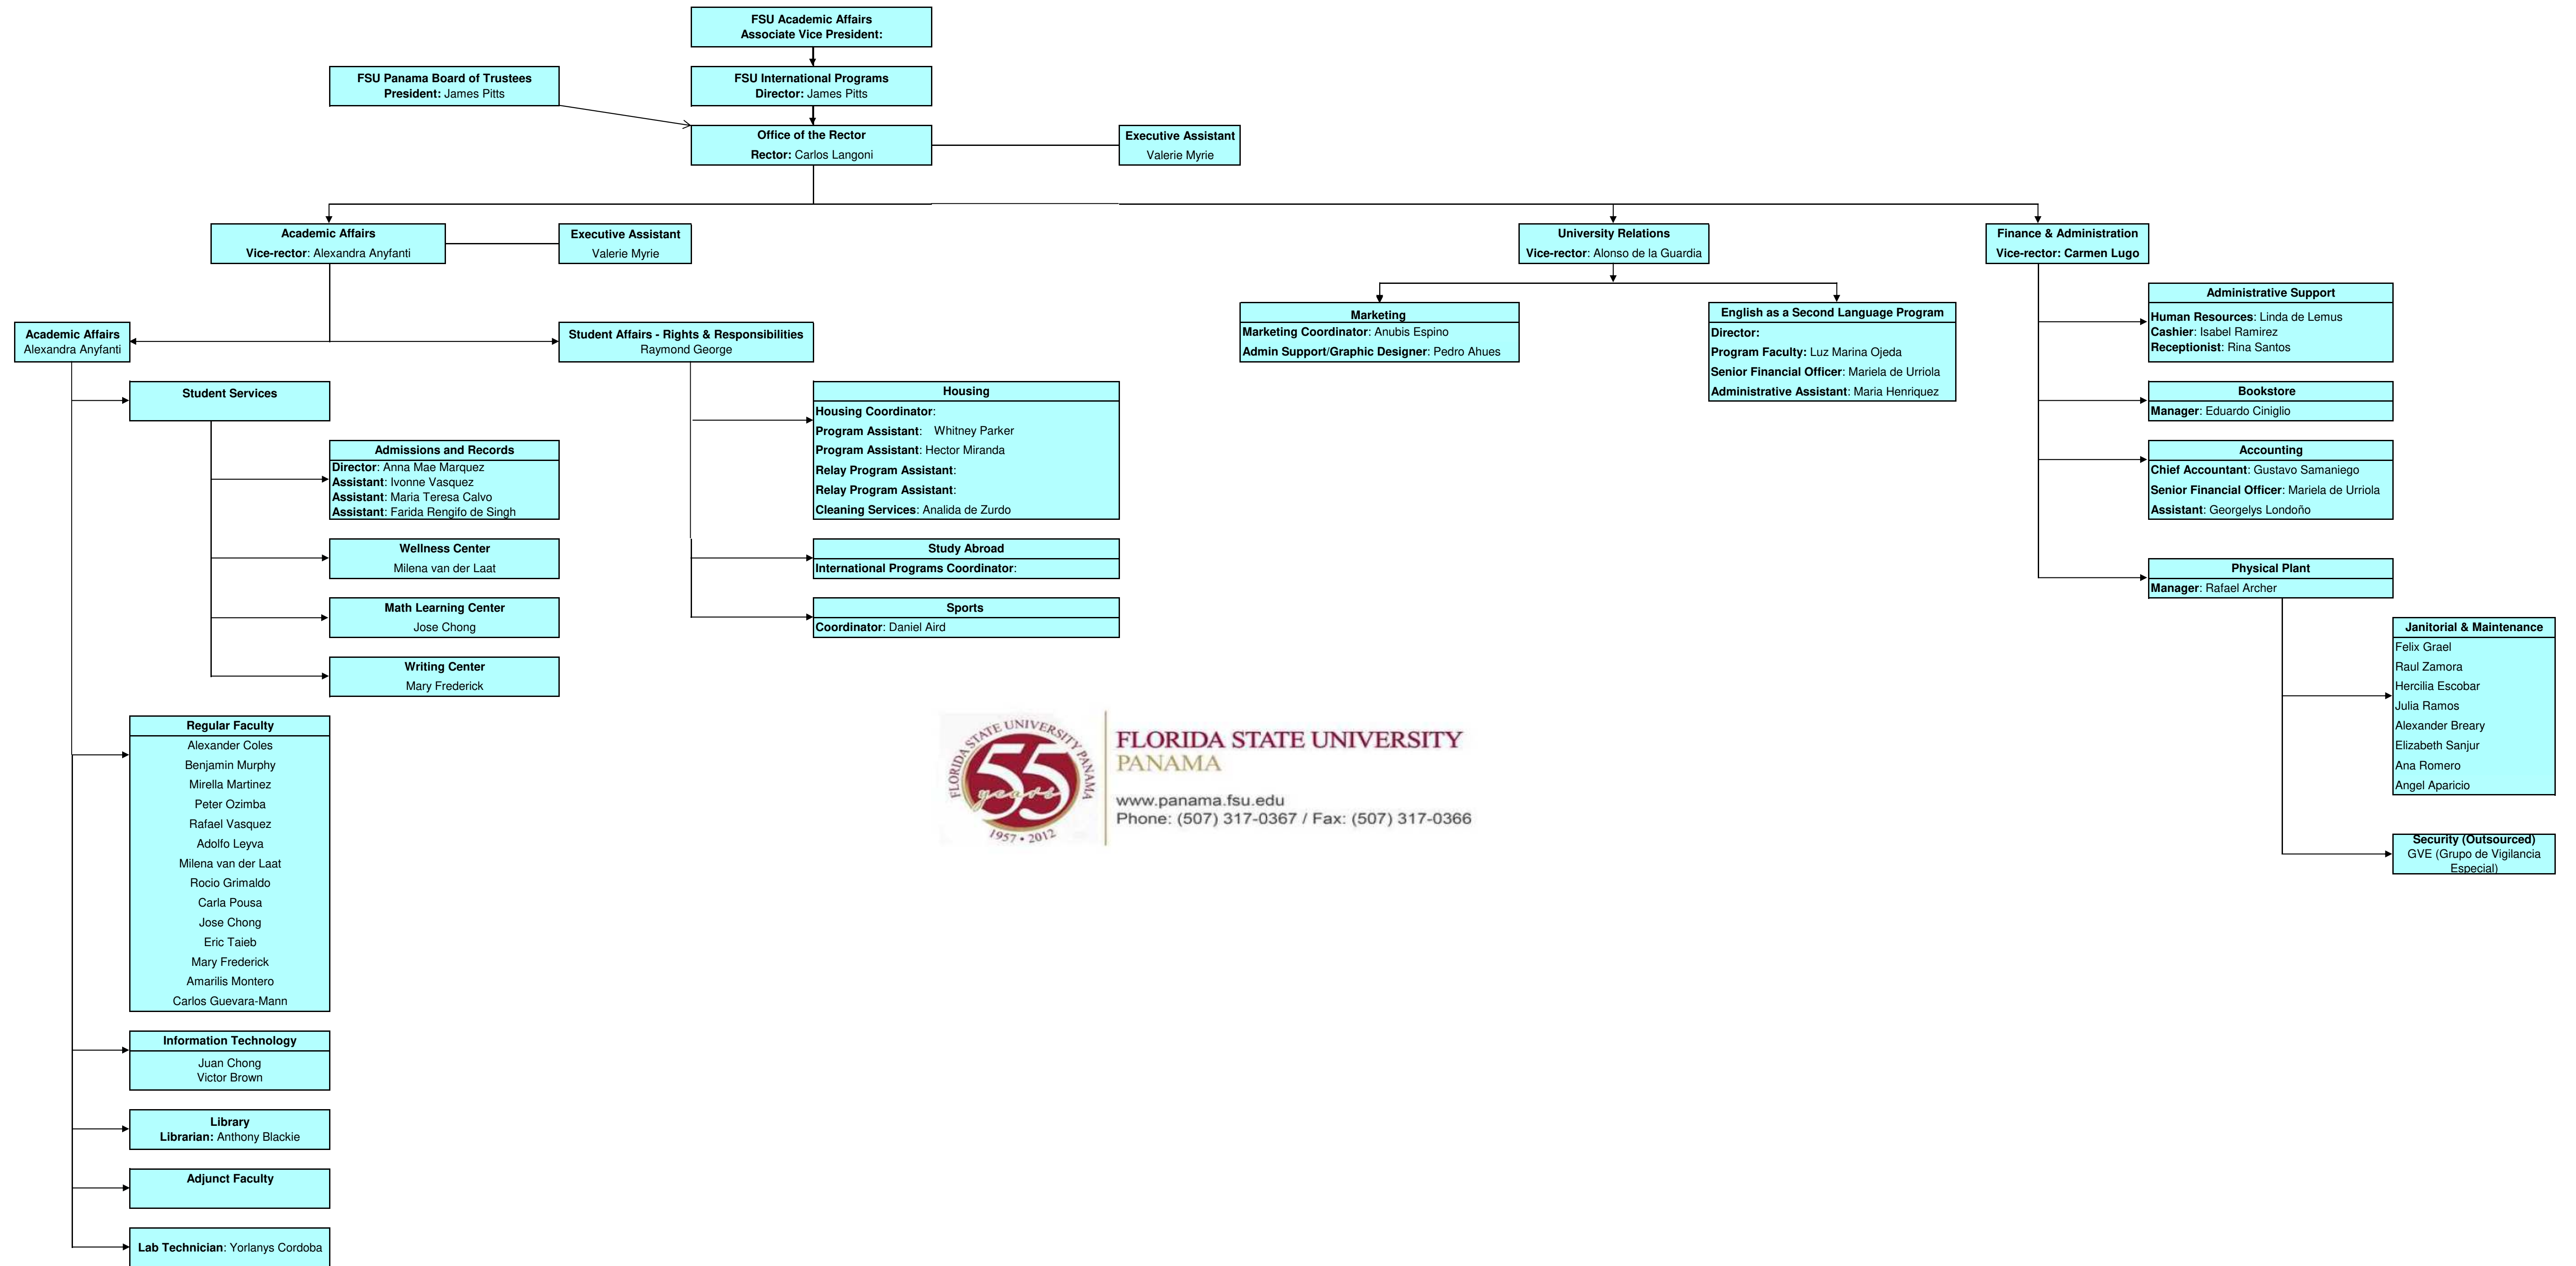 FSU Academic Affairs
Associate Vice President:
FSU Panama Board of Trustees
President: James Pitts
FSU International Programs
Director: James Pitts
Office of the Rector
Rector: Carlos Langoni
Executive Assistant
Valerie Myrie
Academic Affairs
Vice-rector: Alexandra Anyfanti
Executive Assistant
Valerie Myrie
University Relations
Vice-rector: Alonso de la Guardia
Finance & Administration
Vice-rector: Carmen Lugo
Academic Affairs
Alexandra Anyfanti
Student Affairs - Rights & Responsibilities
Raymond George
Marketing
Marketing Coordinator: Anubis Espino
Admin Support/Graphic Designer: Pedro Ahues
English as a Second Language Program
Director:
Program Faculty: Luz Marina Ojeda
Senior Financial Officer: Mariela de Urriola
Administrative Assistant: Maria Henriquez
Administrative Support
Human Resources: Linda de Lemus
Cashier: Isabel Ramirez
Receptionist: Rina Santos
Student Services
Housing
Housing Coordinator:
Program Assistant: Whitney Parker
Program Assistant: Hector Miranda
Relay Program Assistant:
Relay Program Assistant:
Cleaning Services: Analida de Zurdo
Bookstore
Manager: Eduardo Ciniglio
Admissions and Records
Director: Anna Mae Marquez
Assistant: Ivonne Vasquez
Assistant: Maria Teresa Calvo
Assistant: Farida Rengifo de Singh
Accounting
Chief Accountant: Gustavo Samaniego
Senior Financial Officer: Mariela de Urriola
Assistant: Georgelys Londoño
Wellness Center
Milena van der Laat
Study Abroad
International Programs Coordinator:
Physical Plant
Manager: Rafael Archer
Math Learning Center
Jose Chong
Sports
Coordinator: Daniel Aird
Janitorial & Maintenance
Felix Grael
Raul Zamora
Hercilia Escobar
Julia Ramos
Alexander Breary
Elizabeth Sanjur
Ana Romero
Angel Aparicio
Writing Center
Mary Frederick
Regular Faculty
Alexander Coles
Benjamin Murphy
Mirella Martinez
Peter Ozimba
Rafael Vasquez
Adolfo Leyva
Milena van der Laat
Rocio Grimaldo
Carla Pousa
Jose Chong
Eric Taieb
Mary Frederick
Amarilis Montero
Carlos Guevara-Mann
FLORIDA STATE UNIVERSITY PANAMA
55
years
1957 • 2012
FLORIDA STATE UNIVERSITY
PANAMA
www.panama.fsu.edu
Phone: (507) 317-0367 / Fax: (507) 317-0366
Security (Outsourced)
GVE (Grupo de Vigilancia
Especial)
Information Technology
Juan Chong
Victor Brown
Library
Librarian: Anthony Blackie
Adjunct Faculty
Lab Technician: Yorlanys Cordoba